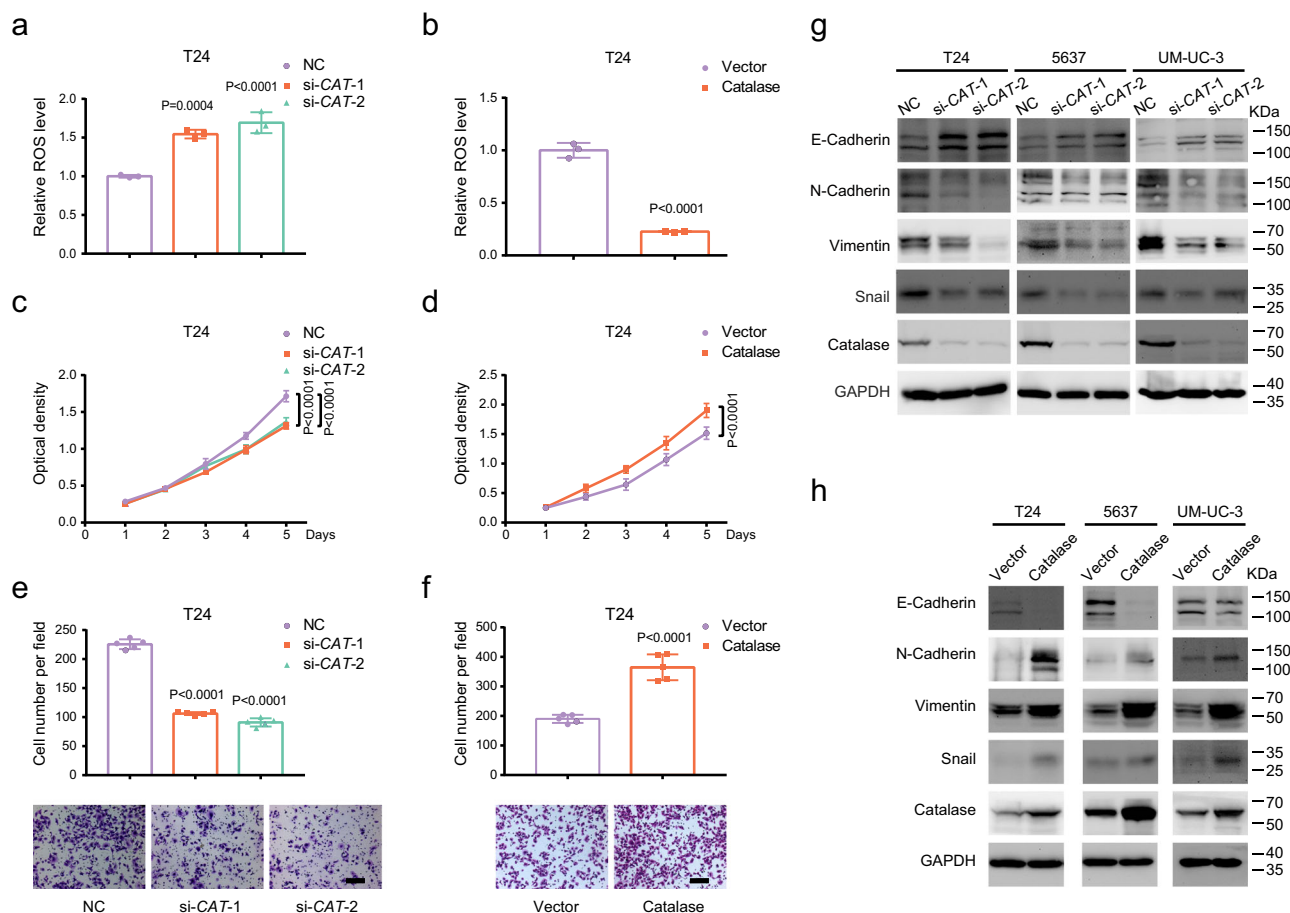 a
T24
NC
si-CAT-1
si-CAT-2
P=0.0004
P<0.0001
Relative ROS level
2.0
1.5
1.0
0.5
0.0
b
T24
Vector
Catalase
P<0.0001
Relative ROS level
1.5
1.0
0.5
0.0
c
T24
NC
si-CAT-1
si-CAT-2
P<0.0001
P<0.0001
Optical density
2.0
1.5
1.0
0.5
0.0
0 1 2 3 4 5 Days
d
T24
Vector
Catalase
P<0.0001
Optical density
2.5
2.0
1.5
1.0
0.5
0.0
0 1 2 3 4 5 Days
e
T24
NC
si-CAT-1
si-CAT-2
P<0.0001 P<0.0001
Cell number per field
250
200
150
100
50
0
NC si-CAT-1 si-CAT-2
f
T24
Vector
Catalase
P<0.0001
Cell number per field
500
400
300
200
100
0
Vector Catalase
g
T24 5637 UM-UC-3
NC si-CAT-1 si-CAT-2 NC si-CAT-1 si-CAT-2 NC si-CAT-1 si-CAT-2
KDa
E-Cadherin
150
100
N-Cadherin
150
100
Vimentin
70
50
Snail
35
25
Catalase
70
50
GAPDH
40
35
h
T24 5637 UM-UC-3
Vector Catalase Vector Catalase Vector Catalase
KDa
E-Cadherin
150
100
N-Cadherin
150
100
Vimentin
70
50
Snail
35
25
Catalase
70
50
GAPDH
40
35